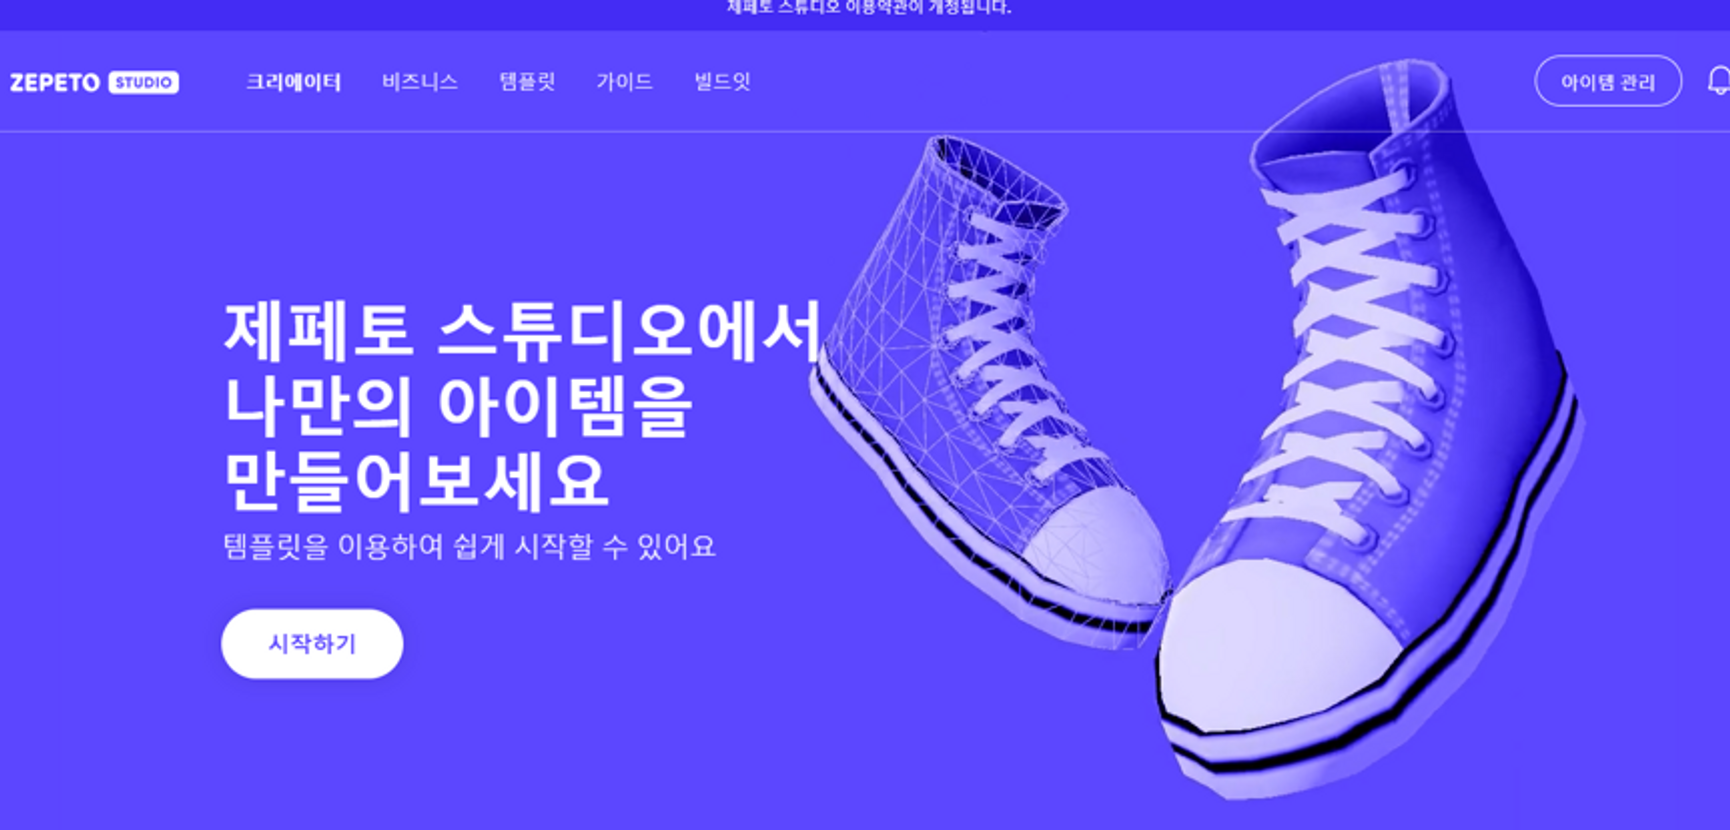 제페토 스튜디오 이용약관이 개정됩니다.
ZEPETO STUDIO
크리에이터 비즈니스 템플릿 가이드 빌드잇
아이템 관리
제페토 스튜디오에서
나만의 아이템을
만들어보세요
템플릿을 이용하여 쉽게 시작할 수 있어요
시작하기